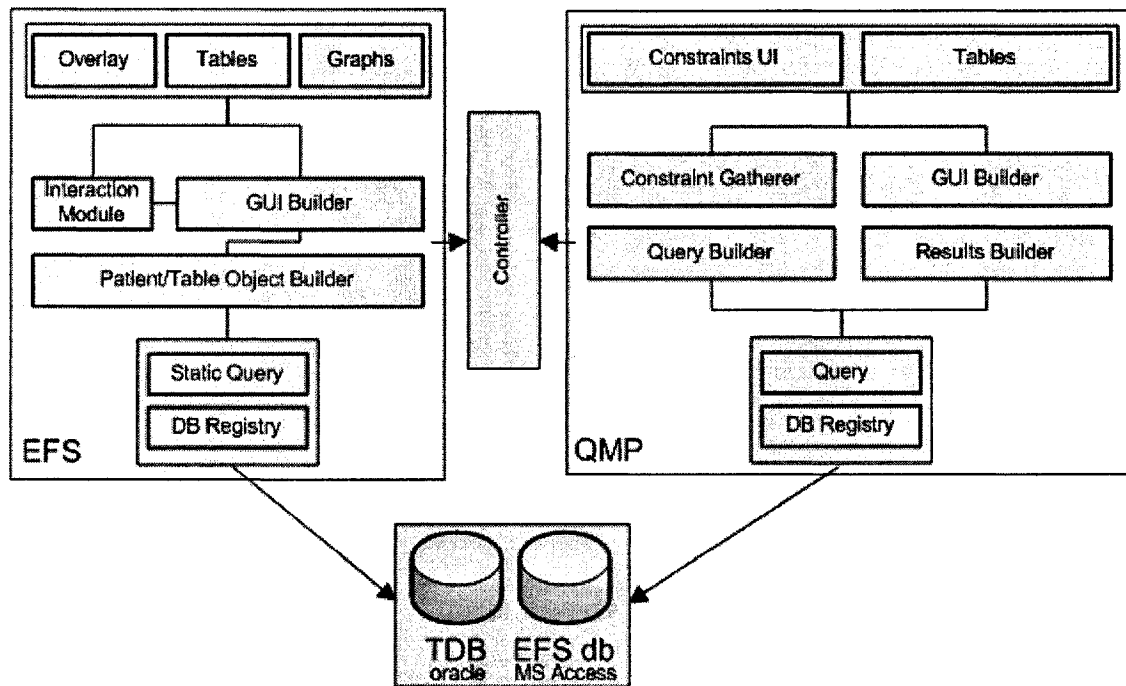 Overlay
Tables
Graphs
Interaction
Module
GUI Builder
Patient/Table Object Builder
Static Query
DB Registry
EFS
Controller
Constraints UI
Tables
Constraint Gatherer
GUI Builder
Query Builder
Results Builder
Query
DB Registry
QMP
TDB
oracle
EFS db
MS Access